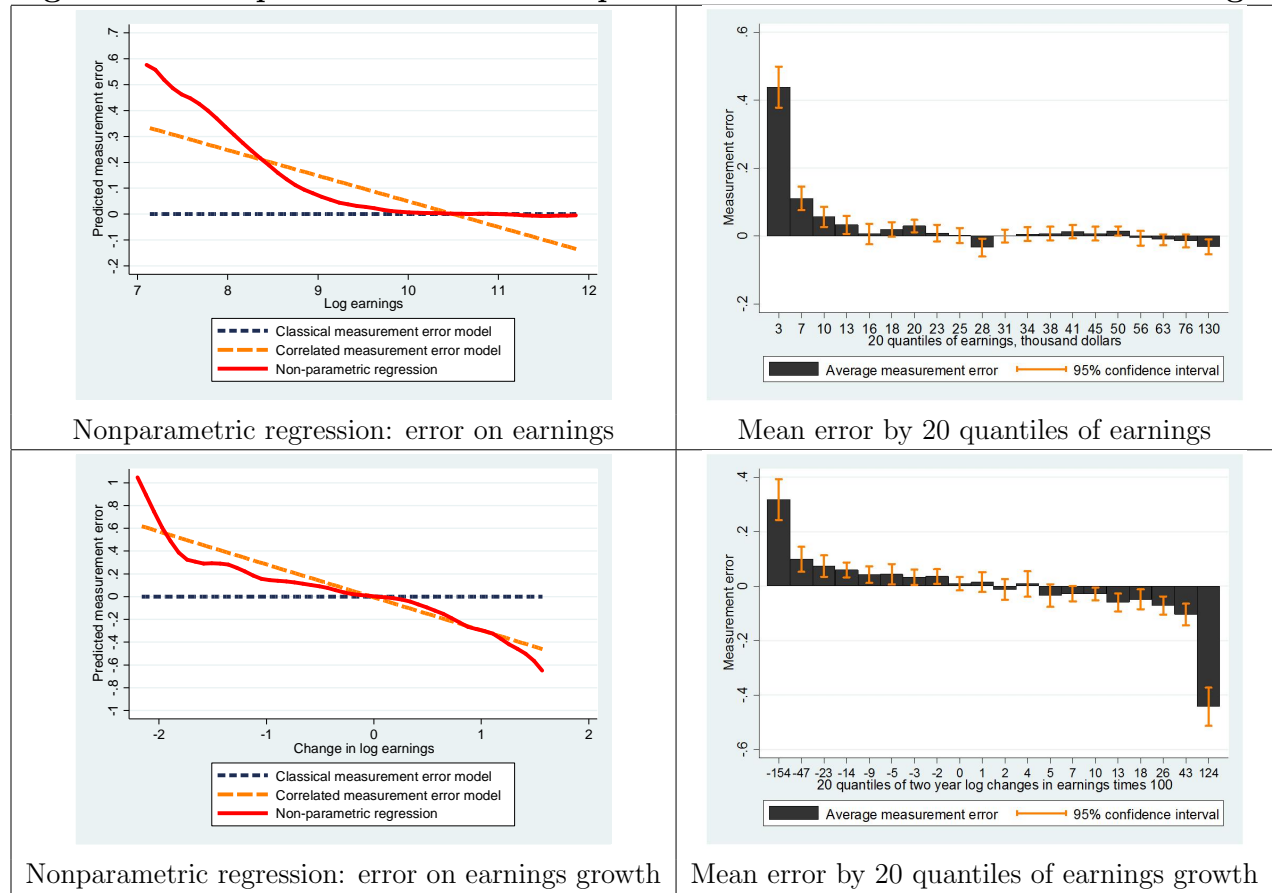 .7
.6
.5
.4
.3
.2
.1
0
-.1
-.2
Predicted measurement error
7 8 9 10 11 12
Log earnings
Classical measurement error model
Correlated measurement error model
Non-parametric regression
Nonparametric regression: error on earnings
.6
.4
.2
0
-.2
Measurement error
3 7 10 13 16 18 20 23 25 28 31 34 38 41 45 50 56 63 76 130
20 quantiles of earnings, thousand dollars
Average measurement error 95% confidence interval
Mean error by 20 quantiles of earnings
1
.8
.6
.4
.2
0
-.2
-.4
-.6
-.8
-1
Predicted measurement error
-2 -1 0 1 2
Change in log earnings
Classical measurement error model
Correlated measurement error model
Non-parametric regression
Nonparametric regression: error on earnings growth
.4
.2
0
-.2
-.4
-.6
Measurement error
-154 -47 -23 -14 -9 -5 -3 -2 0 1 2 4 5 7 10 13 18 26 43 124
20 quantiles of two year log changes in earnings times 100
Average measurement error 95% confidence interval
Mean error by 20 quantiles of earnings growth